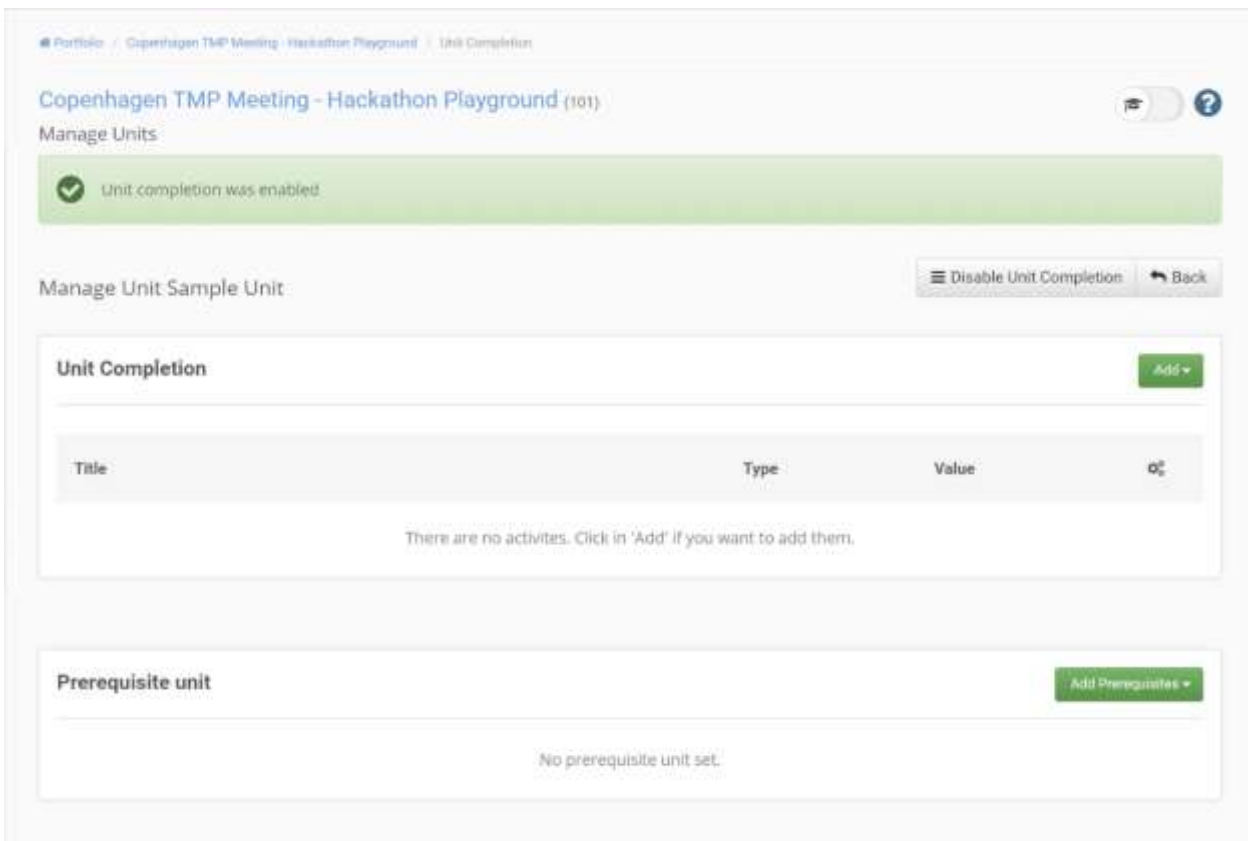 Portfolio / Copenhagen TMP Meeting - Hackathon Playground / Unit Completion
Copenhagen TMP Meeting - Hackathon Playground (101)
Manage Units
Unit completion was enabled
Manage Unit Sample Unit
Disable Unit Completion Back
Unit Completion
Add
Title Type Value
There are no activites. Click in 'Add' if you want to add them.
Prerequisite unit
Add Prerequisites
No prerequisite unit set.